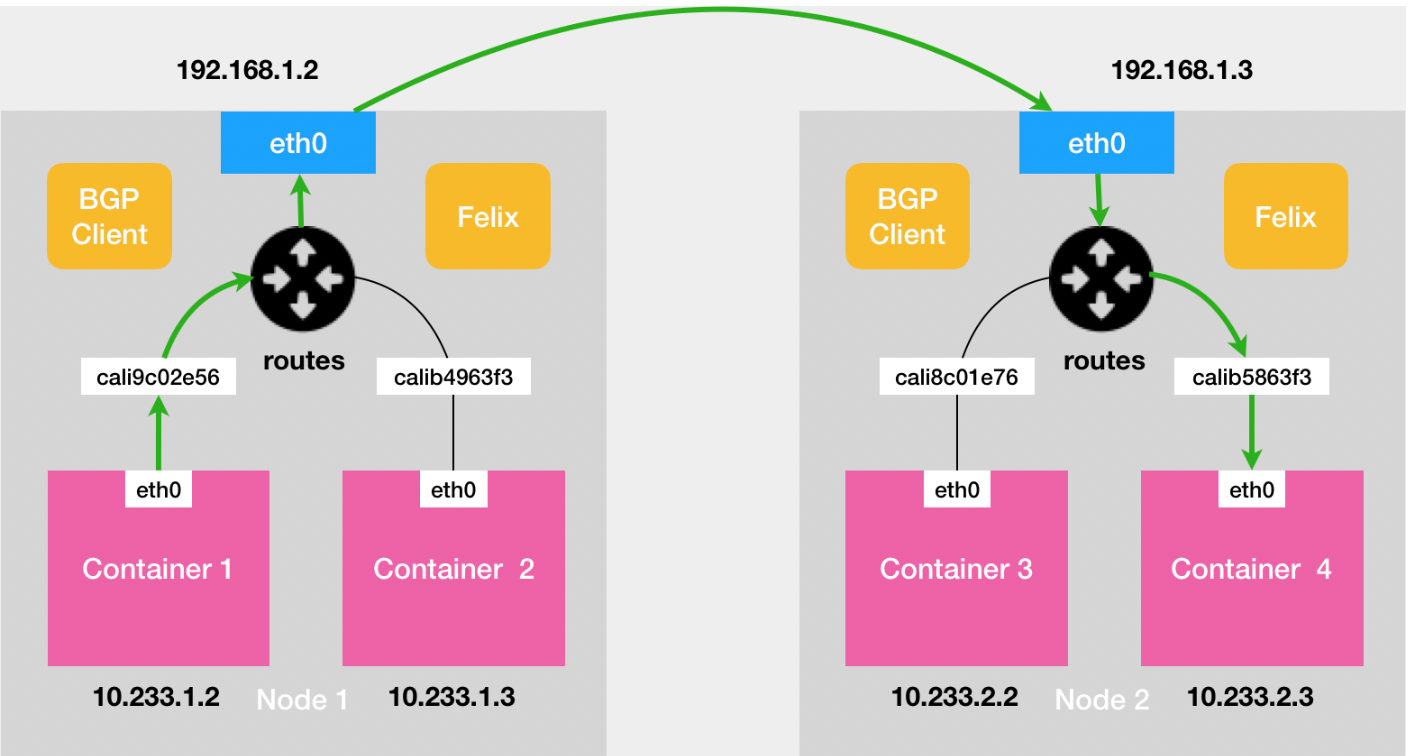 192.168.1.2
192.168.1.3
eth0
eth0
BGP
Client
Felix
BGP
Client
Felix
routes
routes
cali9c02e56
calib4963f3
cali8c01e76
calib5863f3
eth0
eth0
eth0
eth0
Container 1
Container 2
Container 3
Container 4
10.233.1.2
Node 1
10.233.1.3
10.233.2.2
Node 2
10.233.2.3